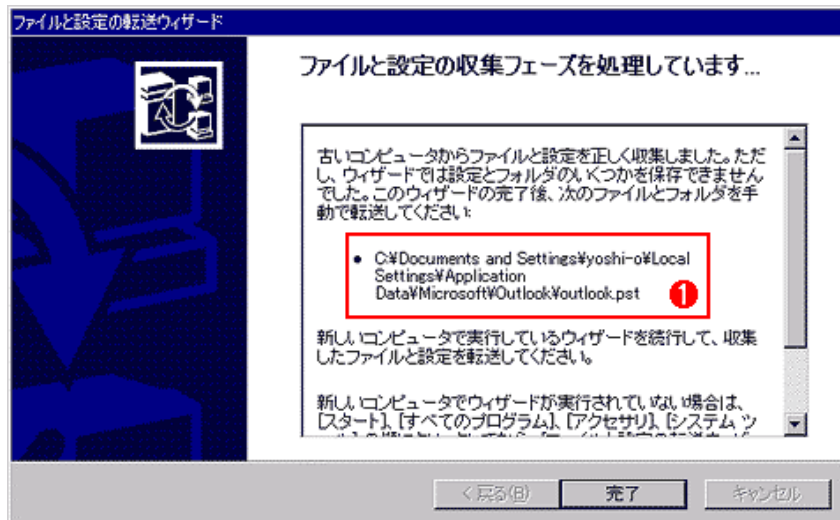 ファイルと設定の転送ウィザード
ファイルと設定の収集フェーズを処理しています...
古いコンピュータからファイルと設定を正しく収集しました。ただ
し、ウィザードでは設定とフォルダのいくつかを保存できません
でした。このウィザードの完了後、次のファイルとフォルダを手
動で転送してください:
• C:¥Documents and Settings¥yoshi-o¥Local
Settings¥Application
Data¥Microsoft¥Outlook¥outlook.pst
1
新しいコンピュータで実行しているウィザードを続行して、収集
したファイルと設定を転送してください。
新しいコンピュータでウィザードが実行されていない場合は、
[スタート]、[すべてのプログラム]、[アクセサリ]、[システム ツ
< 戻る(B)
完了
キャンセル